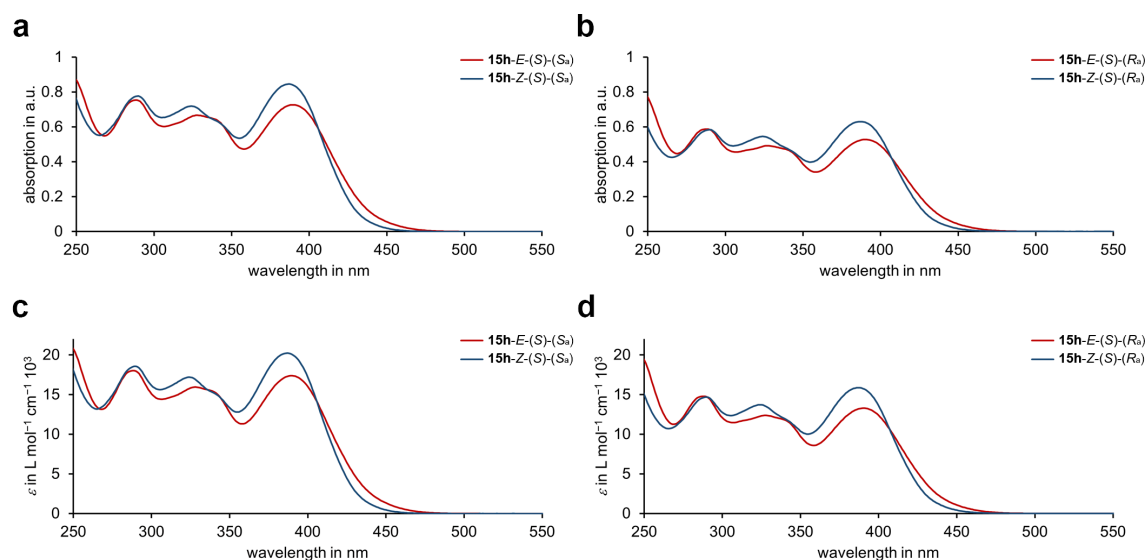 a
15h-E-(S)-(Sa)
15h-Z-(S)-(Sa)
absorption in a.u.
1
0.8
0.6
0.4
0.2
0
250 300 350 400 450 500 550
wavelength in nm
b
15h-E-(S)-(Ra)
15h-Z-(S)-(Ra)
absorption in a.u.
1
0.8
0.6
0.4
0.2
0
250 300 350 400 450 500 550
wavelength in nm
c
15h-E-(S)-(Sa)
15h-Z-(S)-(Sa)
ε in L mol⁻¹ cm⁻¹ 10³
20
15
10
5
0
250 300 350 400 450 500 550
wavelength in nm
d
15h-E-(S)-(Ra)
15h-Z-(S)-(Ra)
ε in L mol⁻¹ cm⁻¹ 10³
20
15
10
5
0
250 300 350 400 450 500 550
wavelength in nm